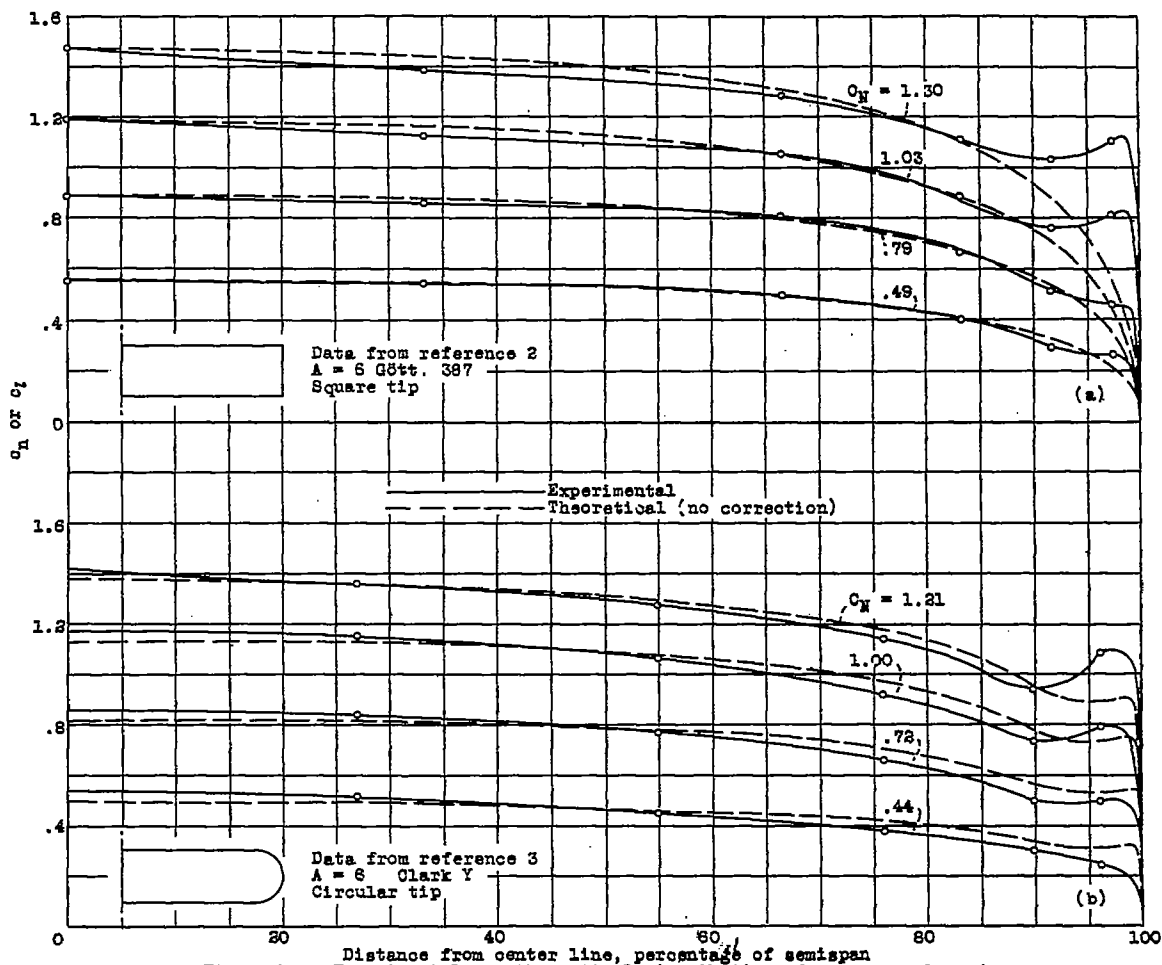 1.6
C_N = 1.30
1.2
1.03
.8
.79
.49
.4
Data from reference 2
A = 6 Gött. 387
Square tip
(a)
0
c_n or c_l
Experimental
Theoretical (no correction)
1.6
C_N = 1.21
1.2
1.00
.8
.72
.44
.4
Data from reference 3
A = 6 Clark Y
Circular tip
(b)
0 20 40 60 80 100
Distance from center line, percentage of semispan